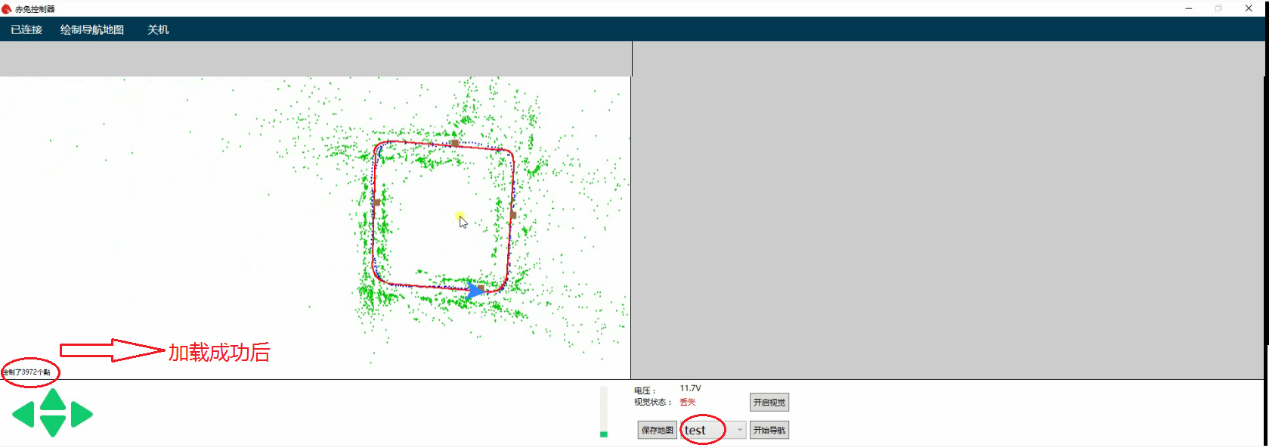 赤兔控制器
已连接 绘制导航地图 关机
加载成功后
绘制了3972个點
电压： 11.7V
视觉状态： 丢失 开启视觉
保存地图 test 开始导航